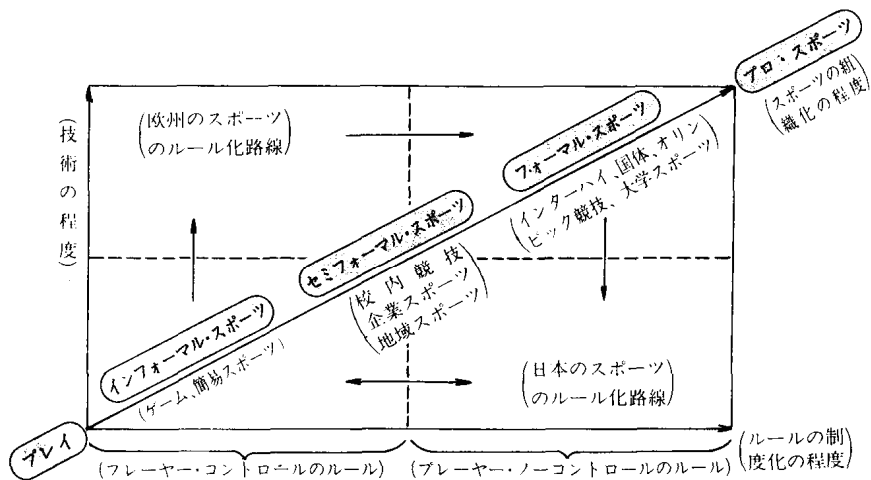 プロ・スポーツ
(スポーツの組
織化の程度)
(欧州のスポーツ
のルール化路線)
(技術の程度)
フォーマル・スポーツ
(インターハイ、国体、オリン
ピック競技、大学スポーツ)
セミフォーマル・スポーツ
(校内競技
企業スポーツ
地域スポーツ)
インフォーマル・スポーツ
(ゲーム、簡易スポーツ)
(日本のスポーツ
のルール化路線)
プレイ
(フレーヤー・コントロールのルール)
(プレーヤー・ノーコントロールのルール)
(ルールの制
度化の程度)